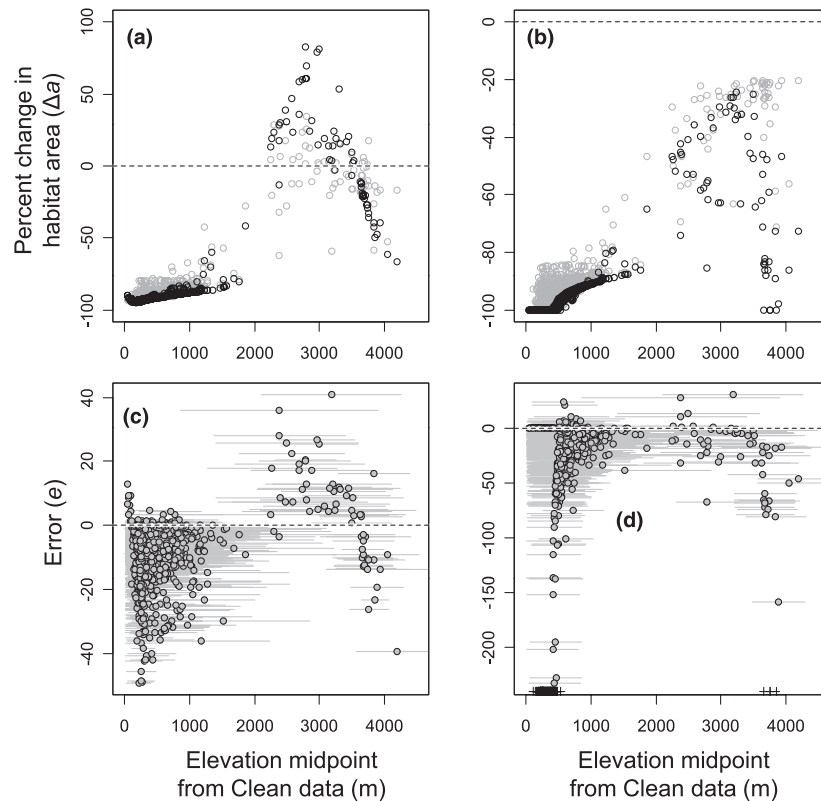 (a)
Percent change in
habitat area (Δa)
100
50
0
-50
-100
0 1000 2000 3000 4000
(b)
0
-20
-40
-60
-80
-100
0 1000 2000 3000 4000
(c)
Error (e)
40
20
0
20
40
0 1000 2000 3000 4000
Elevation midpoint
from Clean data (m)
(d)
0
-50
-100
-150
-200
0 1000 2000 3000 4000
Elevation midpoint
from Clean data (m)